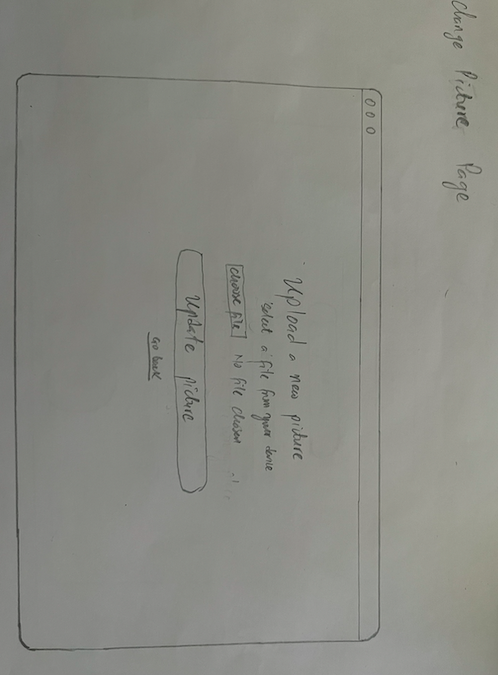 Change Picture Page
Upload a new picture
select a file from your device
Choose file No file chosen
Update picture
Go back